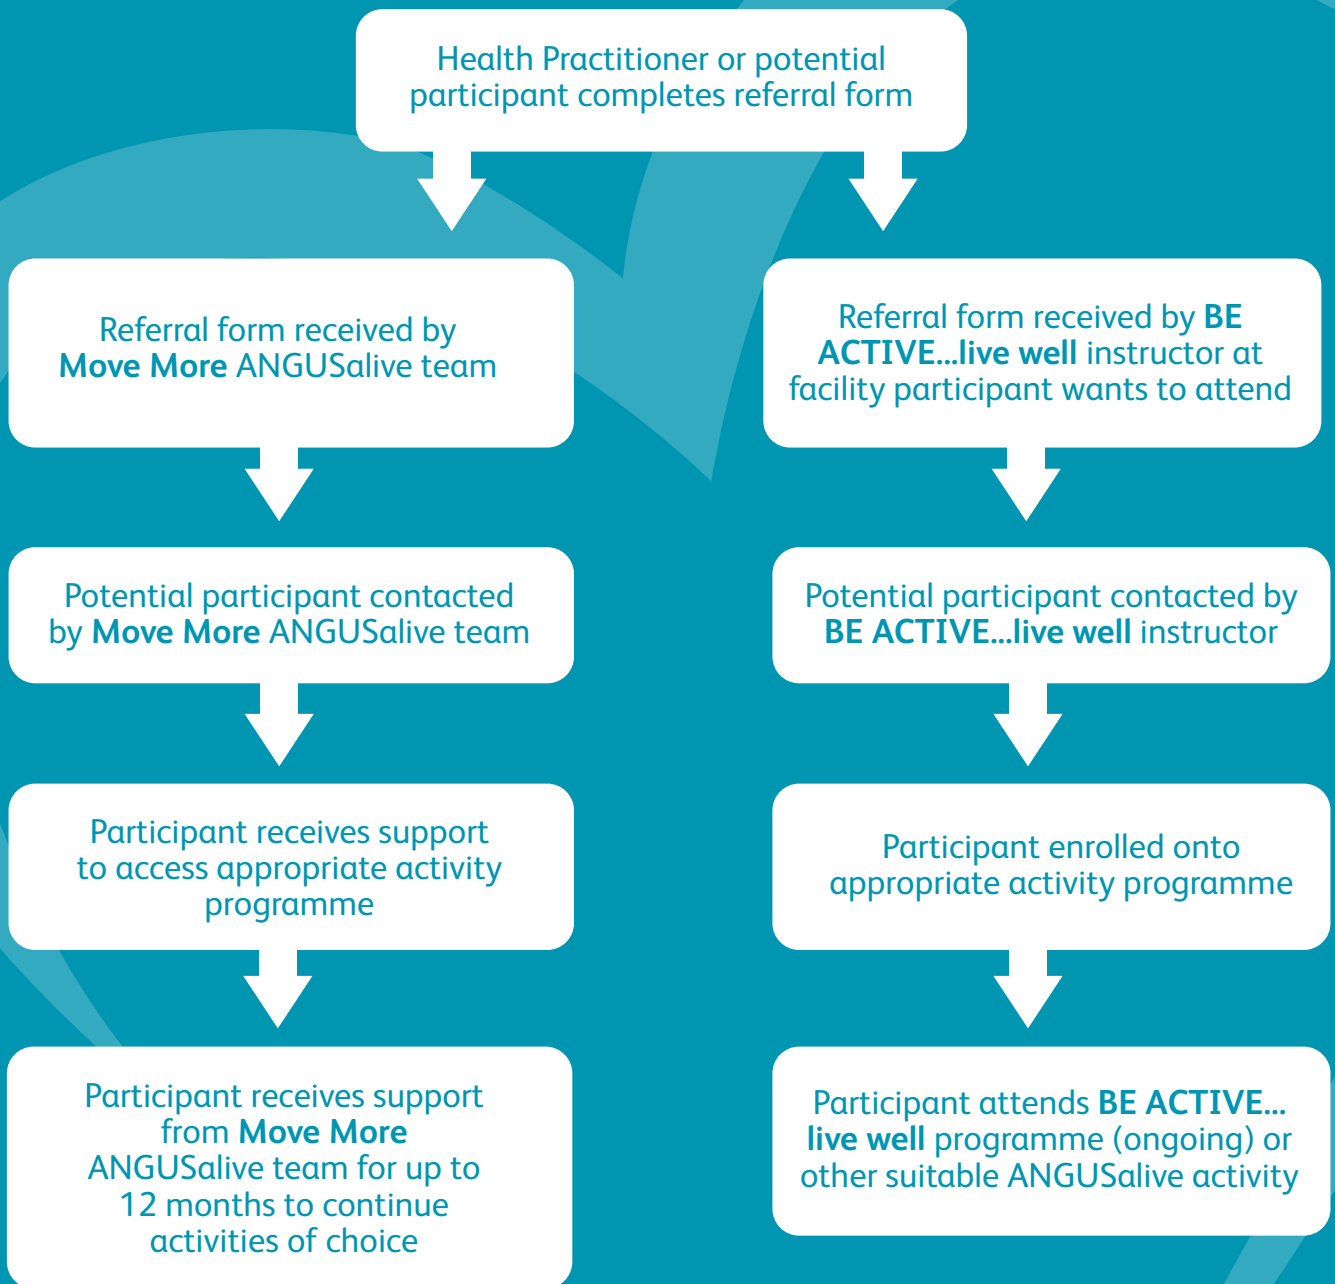 Health Practitioner or potential
participant completes referral form
Referral form received by
Move More ANGUSalive team
Referral form received by BE
ACTIVE...live well instructor at
facility participant wants to attend
Potential participant contacted
by Move More ANGUSalive team
Potential participant contacted by
BE ACTIVE...live well instructor
Participant receives support
to access appropriate activity
programme
Participant enrolled onto
appropriate activity programme
Participant receives support
from Move More
ANGUSalive team for up to
12 months to continue
activities of choice
Participant attends BE ACTIVE...
live well programme (ongoing) or
other suitable ANGUSalive activity